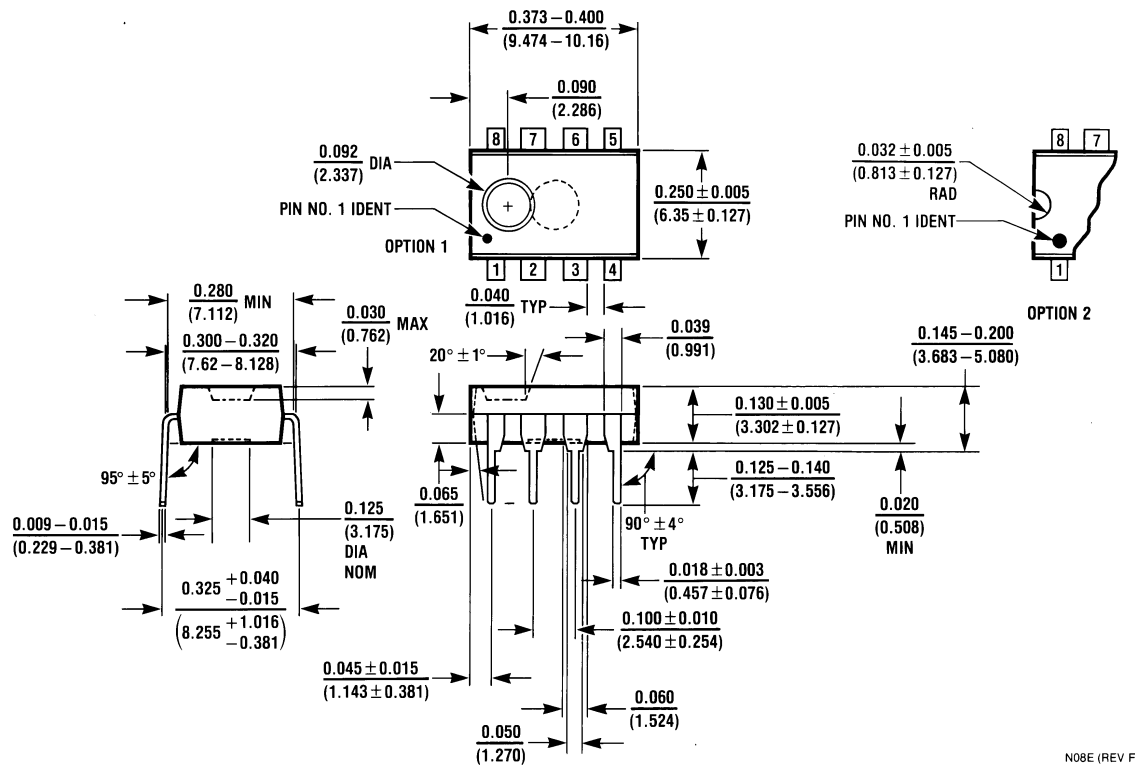 0.373 – 0.400
(9.474 – 10.16)
0.090
(2.286)
8 7 6 5
0.092 DIA
(2.337)
PIN NO. 1 IDENT
OPTION 1
0.250 ± 0.005
(6.35 ± 0.127)
1 2 3 4
0.032 ± 0.005
(0.813 ± 0.127)
RAD
PIN NO. 1 IDENT
8 7
1
OPTION 2
0.280 MIN
(7.112)
0.300 – 0.320
(7.62 – 8.128)
0.030 MAX
(0.762)
0.040 TYP
(1.016)
20° ± 1°
0.039
(0.991)
0.145 – 0.200
(3.683 – 5.080)
0.130 ± 0.005
(3.302 ± 0.127)
95° ± 5°
0.065
(1.651)
0.125 – 0.140
(3.175 – 3.556)
0.020
(0.508)
MIN
90° ± 4°
TYP
0.009 – 0.015
(0.229 – 0.381)
0.125
(3.175)
DIA
NOM
0.018 ± 0.003
(0.457 ± 0.076)
0.325 +0.040
−0.015
(8.255 +1.016
−0.381)
0.100 ± 0.010
(2.540 ± 0.254)
0.045 ± 0.015
(1.143 ± 0.381)
0.060
(1.524)
0.050
(1.270)
N08E (REV F